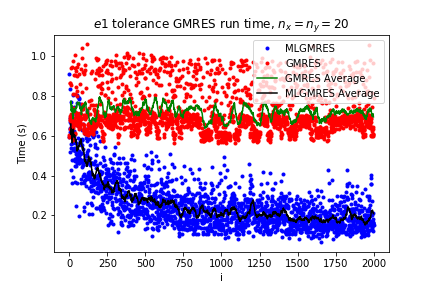 e1 tolerance GMRES run time, n_x = n_y = 20
MLGMRES
GMRES
GMRES Average
MLGMRES Average
Time (s)
1.0
0.8
0.6
0.4
0.2
0 250 500 750 1000 1250 1500 1750 2000
i